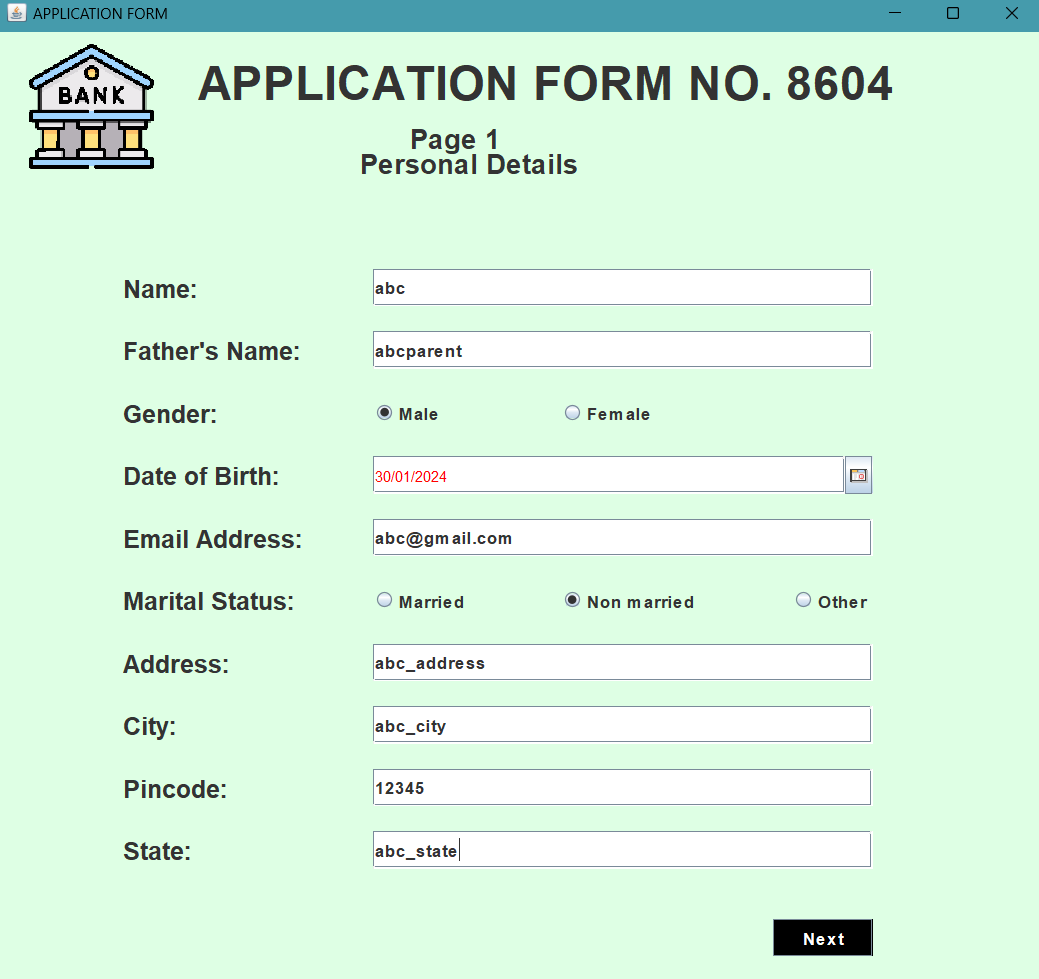 APPLICATION FORM
BANK
APPLICATION FORM NO. 8604
Page 1
Personal Details
Name: abc
Father's Name: abcparent
Gender: Male Female
Date of Birth: 30/01/2024
Email Address: abc@gmail.com
Marital Status: Married Non married Other
Address: abc_address
City: abc_city
Pincode: 12345
State: abc_state
Next